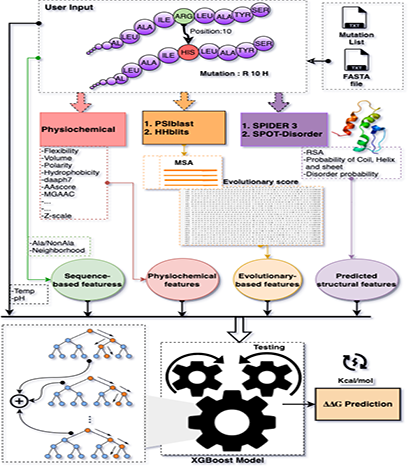 User Input
ALA
ILE
ARG
LEU
ALA
TYR
SER
ALA
LEU
AL
Position:10
ALA
ILE
HIS
LEU
ALA
TYR
SER
ALA
LEU
AL
Mutation : R 10 H
TXT
Mutation
List
TXT
FASTA
file
Physiochemical
1. PSIblast
2. HHblits
1. SPIDER 3
2. SPOT-Disorder
-Flexibility
-Volume
-Polarity
-Hydrophobicity
-daaph7
-AAscore
-MGAAC
-...
-...
-Z-scale
MSA
Evolutionary score
-RSA
-Probability of Coil, Helix
and sheet
-Disorder probability
-Ala/NonAla
-Neighborhood
-Temp
-pH
Sequence-
based featuress
Physiochemical
features
Evolutionary-
based features
Predicted
structural features
Testing
XGBoost Model
Kcal/mol
ΔΔG Prediction